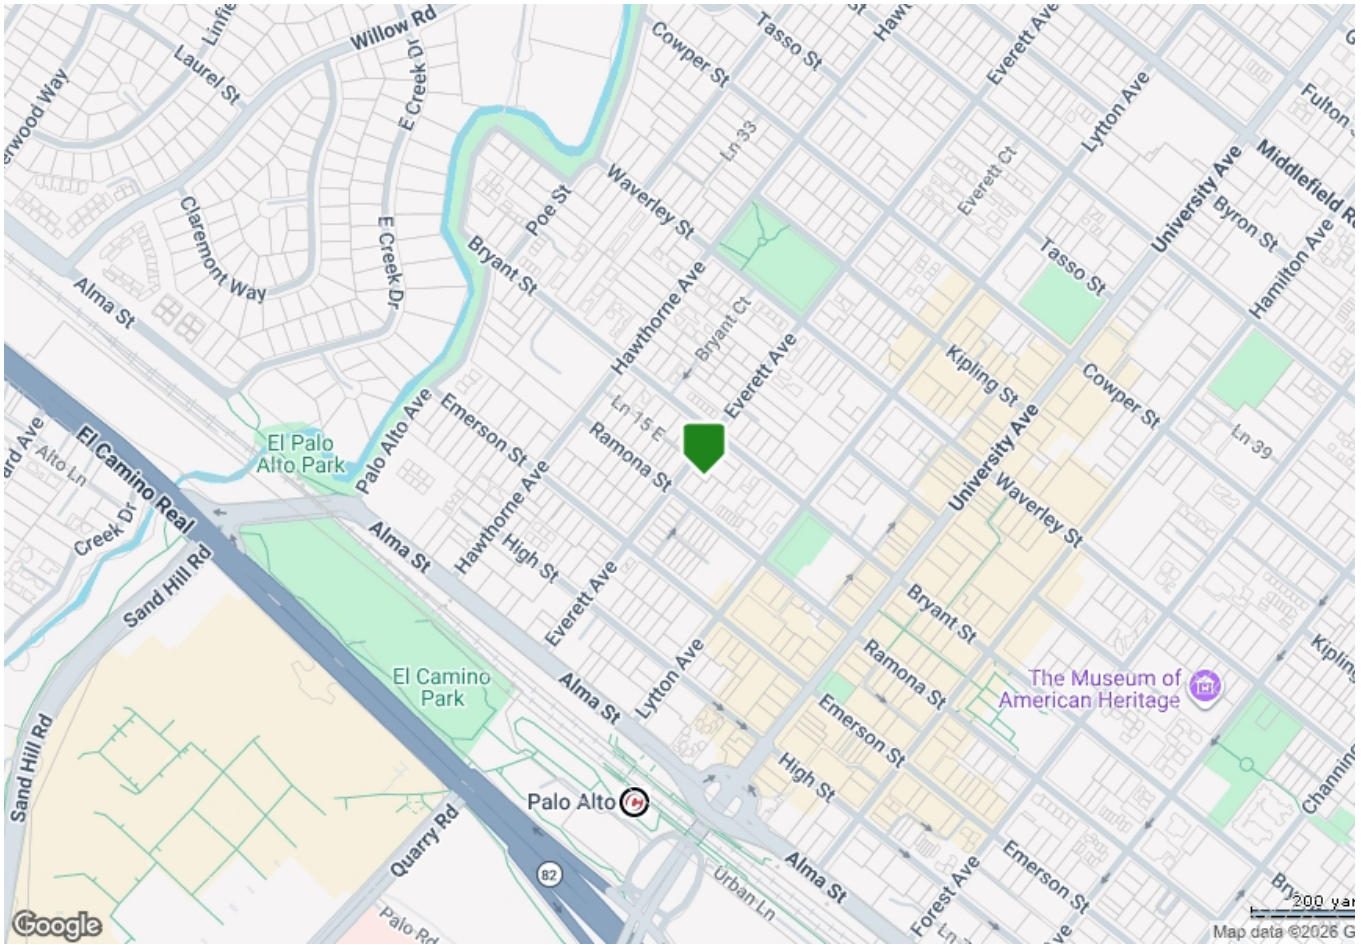 Linfie
Willow Rd
Laurel St
E Creek Dr
Cowper St
Tasso St
Everett Ave
Lytton Ave
Fulton
Middlefield R
Ln 33
Everett Ct
University Ave
Byron St
Hamilton Ave
erwood Way
Claremont Way
E Creek Dr
Poe St
Waverley St
Bryant St
Tasso St
Alma St
Hawthorne Ave
Bryant Ct
Everett Ave
Kipling St
Cowper St
Ln 39
Ln 15 E
Palo Alto Ave
Emerson St
Ramona St
University Ave
Waverley St
El Palo
Alto Park
ard Ave
Alto Ln
El Camino Real
Creek Dr
Sand Hill Rd
Alma St
Hawthorne Ave
High St
Everett Ave
Bryant St
Ramona St
Kipling
The Museum of
American Heritage
El Camino
Park
Alma St
Lytton Ave
Emerson St
Sand Hill Rd
High St
Channing
Palo Alto
Quarry Rd
82
Alma St
Urban Ln
Forest Ave
Emerson St
Palo Rd
Google
200 yar
Map data ©2026 G